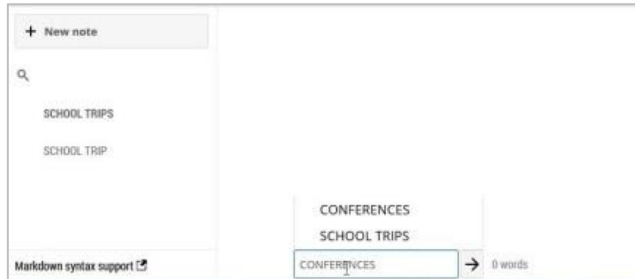 + New note
SCHOOL TRIPS
SCHOOL TRIP
CONFERENCES
SCHOOL TRIPS
Markdown syntax support
CONFERENCES → 0 words